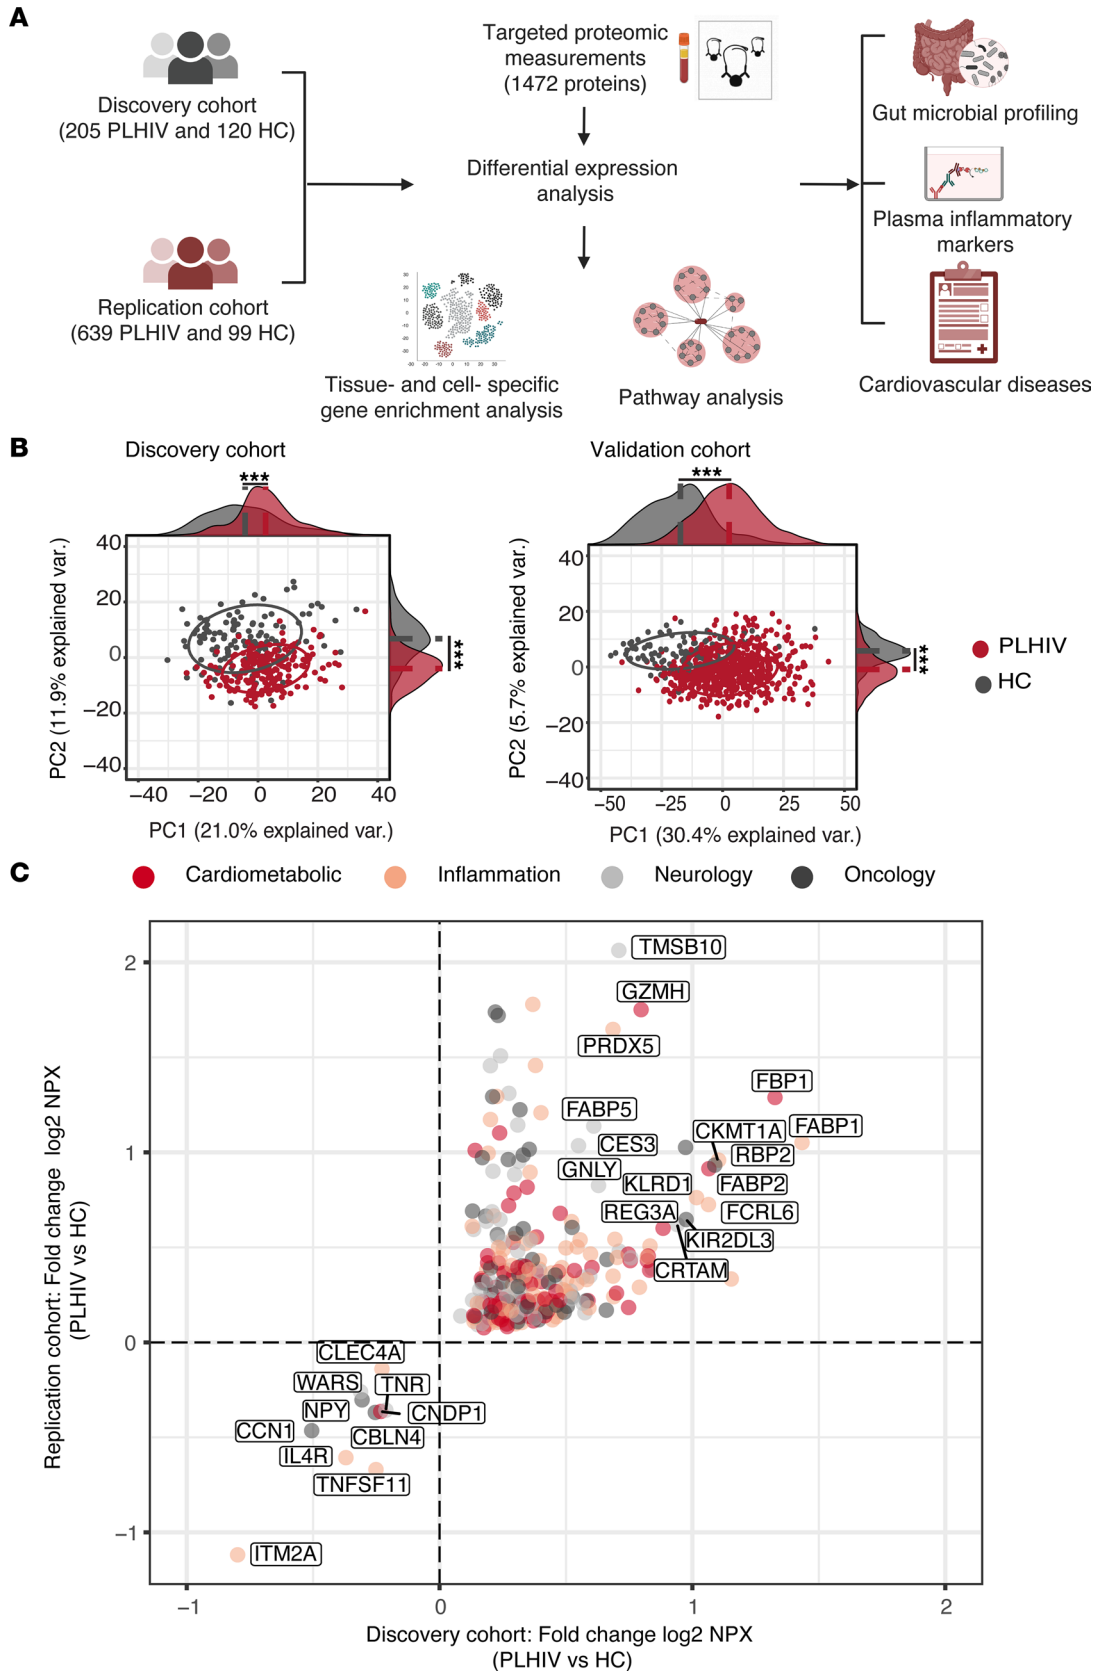 A
Discovery cohort
(205 PLHIV and 120 HC)
Replication cohort
(639 PLHIV and 99 HC)
Targeted proteomic
measurements
(1472 proteins)
Differential expression
analysis
Tissue- and cell- specific
gene enrichment analysis
Pathway analysis
Gut microbial profiling
Plasma inflammatory
markers
Cardiovascular diseases
B
Discovery cohort
***
40
20
0
−20
−40
PC2 (11.9% explained var.)
−40 −20 0 20 40
PC1 (21.0% explained var.)
***
Validation cohort
***
40
20
0
−20
−40
PC2 (5.7% explained var.)
−50 −25 0 25 50
PC1 (30.4% explained var.)
***
PLHIV
HC
C
Cardiometabolic Inflammation Neurology Oncology
TMSB10
GZMH
PRDX5
FBP1
FABP5
FABP1
CKMT1A
CES3
RBP2
GNLY
KLRD1
FABP2
REG3A
FCRL6
KIR2DL3
CRTAM
CLEC4A
WARS
TNR
NPY
CNDP1
CCN1
CBLN4
IL4R
TNFSF11
ITM2A
2
1
0
−1
Replication cohort: Fold change log2 NPX
(PLHIV vs HC)
−1 0 1 2
Discovery cohort: Fold change log2 NPX
(PLHIV vs HC)